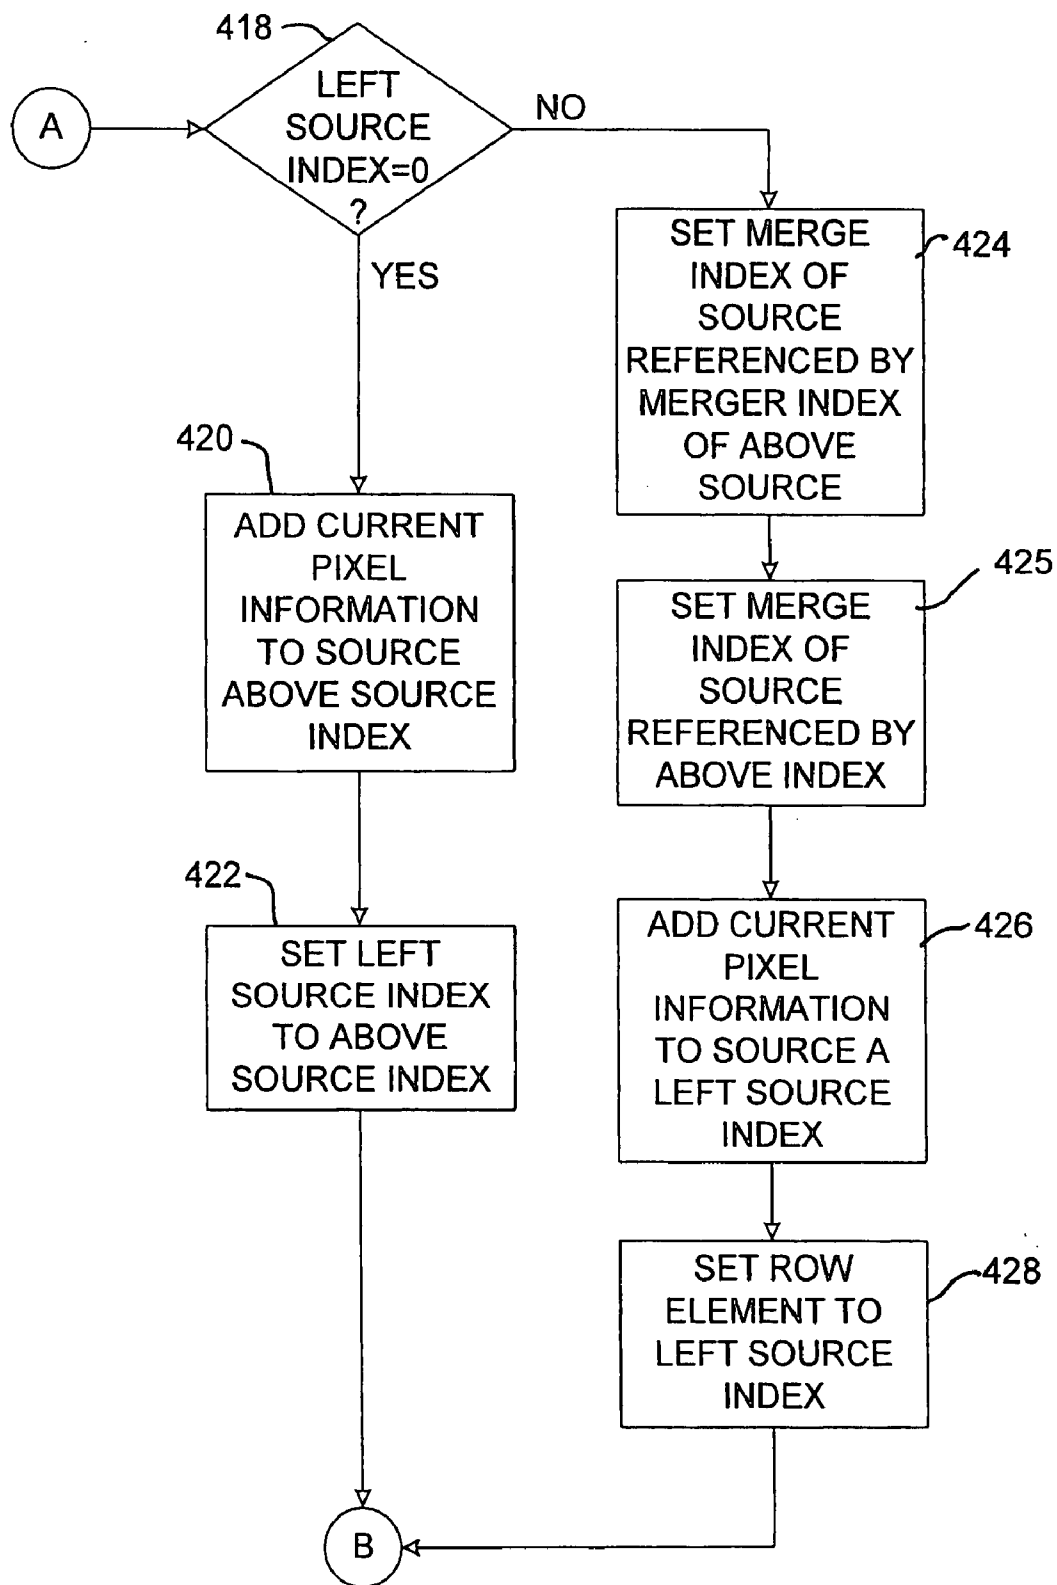 418
A
LEFT
SOURCE
INDEX=0
?
NO
YES
SET MERGE
INDEX OF
SOURCE
REFERENCED BY
MERGER INDEX
OF ABOVE
SOURCE
424
420
ADD CURRENT
PIXEL
INFORMATION
TO SOURCE
ABOVE SOURCE
INDEX
425
SET MERGE
INDEX OF
SOURCE
REFERENCED BY
ABOVE INDEX
422
SET LEFT
SOURCE INDEX
TO ABOVE
SOURCE INDEX
426
ADD CURRENT
PIXEL
INFORMATION
TO SOURCE A
LEFT SOURCE
INDEX
428
SET ROW
ELEMENT TO
LEFT SOURCE
INDEX
B